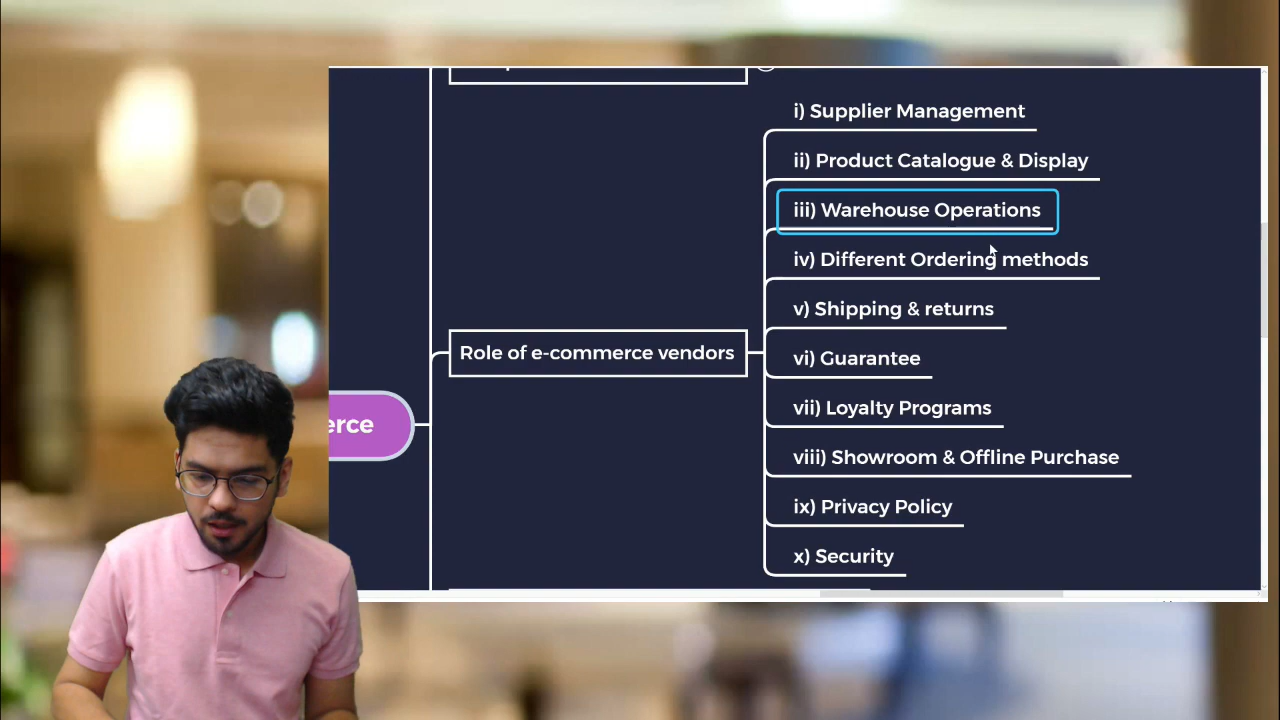 i) Supplier Management
ii) Product Catalogue & Display
iii) Warehouse Operations
iv) Different Ordering methods
v) Shipping & returns
Role of e-commerce vendors
vi) Guarantee
vii) Loyalty Programs
erce
viii) Showroom & Offline Purchase
ix) Privacy Policy
x) Security